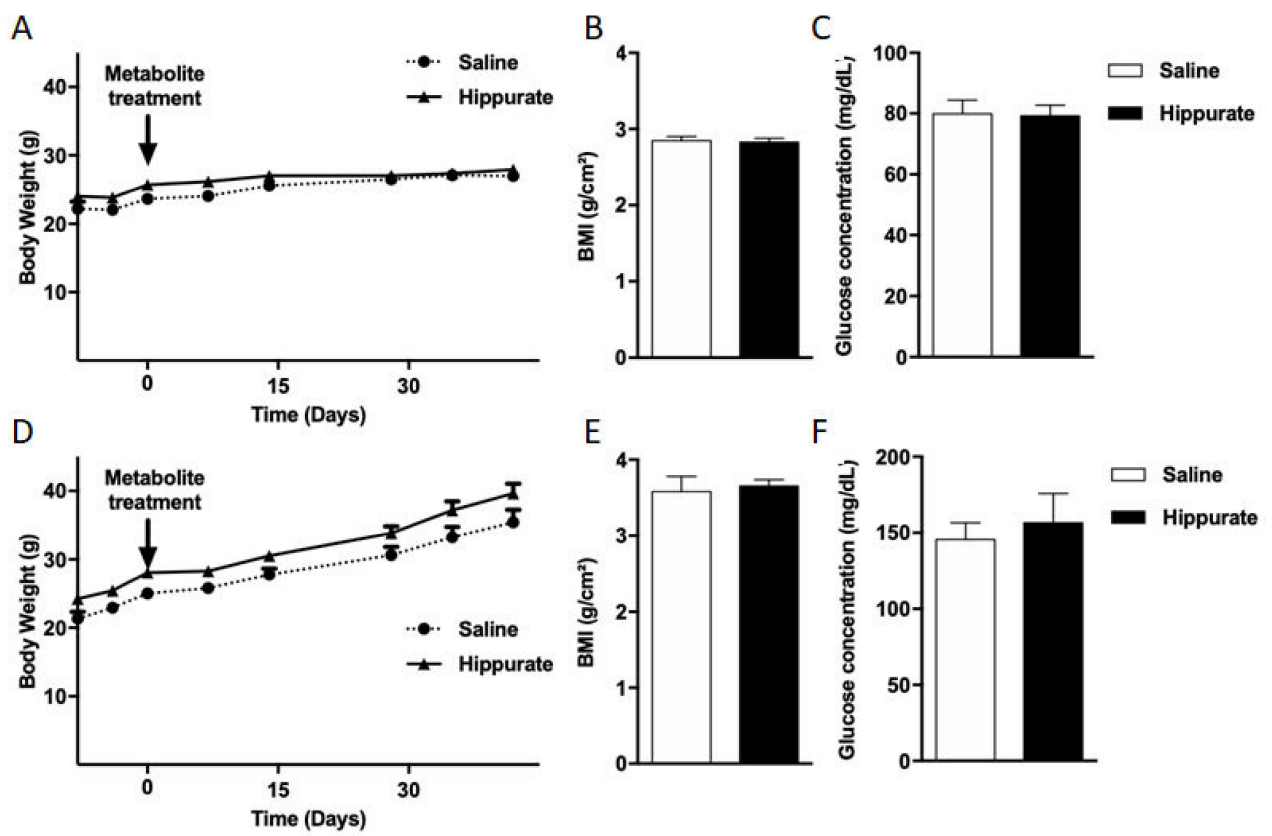 A
Saline
Hippurate
Metabolite
treatment
Body Weight (g)
40
30
20
10
0
15
30
Time (Days)
B
BMI (g/cm²)
4
3
2
1
0
C
Glucose concentration (mg/dL)
100
80
60
40
20
0
Saline
Hippurate
D
Metabolite
treatment
Body Weight (g)
40
30
20
10
Saline
Hippurate
0
15
30
Time (Days)
E
BMI (g/cm²)
4
3
2
1
0
F
Glucose concentration (mg/dL)
200
150
100
50
0
Saline
Hippurate